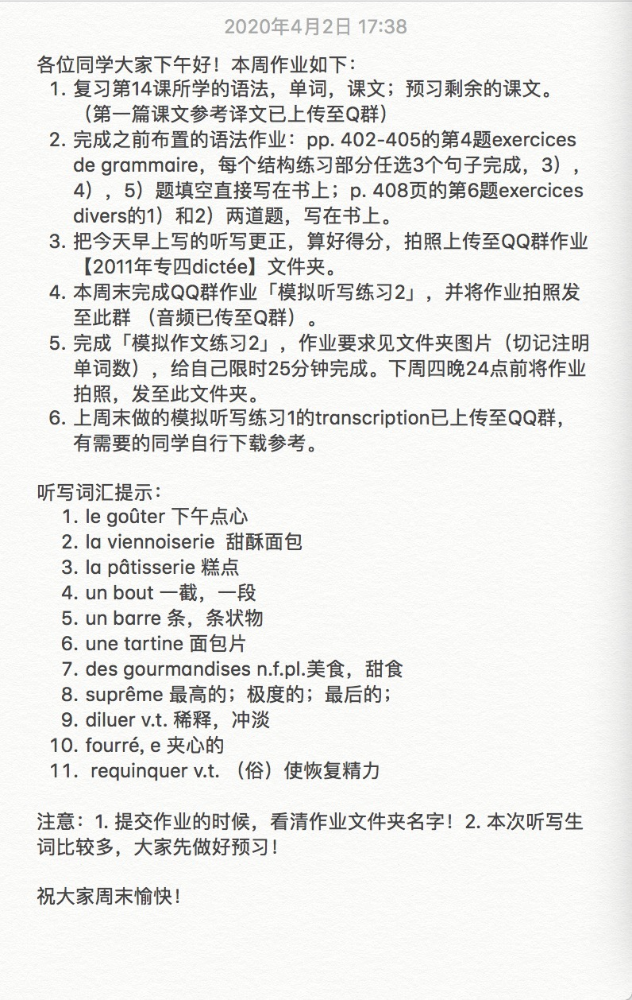 2020年4月2日 17:38
各位同学大家下午好！本周作业如下：
1. 复习第14课所学的语法，单词，课文；预习剩余的课文。
（第一篇课文参考译文已上传至Q群）
2. 完成之前布置的语法作业：pp. 402-405的第4题exercices
de grammaire，每个结构练习部分任选3个句子完成，3），
4），5）题填空直接写在书上；p. 408页的第6题exercices
divers的1）和2）两道题，写在书上。
3. 把今天早上写的听写更正，算好得分，拍照上传至QQ群作业
【2011年专四dictée】文件夹。
4. 本周末完成QQ群作业「模拟听写练习2」，并将作业拍照发
至此群 （音频已传至Q群）。
5. 完成「模拟作文练习2」，作业要求见文件夹图片（切记注明
单词数），给自己限时25分钟完成。下周四晚24点前将作业
拍照，发至此文件夹。
6. 上周末做的模拟听写练习1的transcription已上传至QQ群，
有需要的同学自行下载参考。
听写词汇提示：
1. le goûter 下午点心
2. la viennoiserie 甜酥面包
3. la pâtisserie 糕点
4. un bout 一截，一段
5. un barre 条，条状物
6. une tartine 面包片
7. des gourmandises n.f.pl.美食，甜食
8. suprême 最高的；极度的；最后的；
9. diluer v.t. 稀释，冲淡
10. fourré, e 夹心的
11. requinquer v.t. （俗）使恢复精力
注意：1. 提交作业的时候，看清作业文件夹名字！2. 本次听写生
词比较多，大家先做好预习！
祝大家周末愉快！